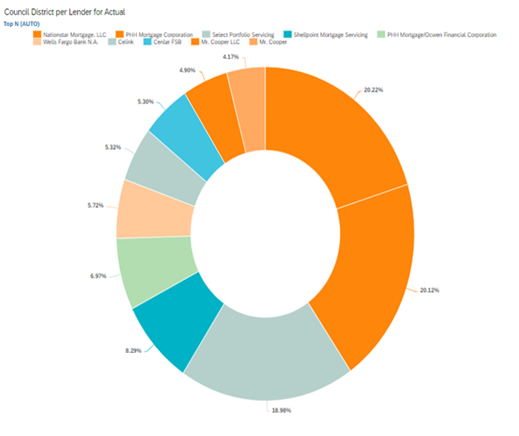 Council District per Lender for Actual
Top N (AUTO)
Nationstar Mortgage, LLC PHH Mortgage Corporation Select Portfolio Servicing Shellpoint Mortgage Servicing PHH Mortgage/Ocwen Financial Corporation
Wells Fargo Bank N.A. Celink Cenlar FSB Mr. Cooper LLC Mr. Cooper
4.17%
4.90%
20.22%
5.30%
5.32%
5.72%
6.97%
20.12%
8.29%
18.98%